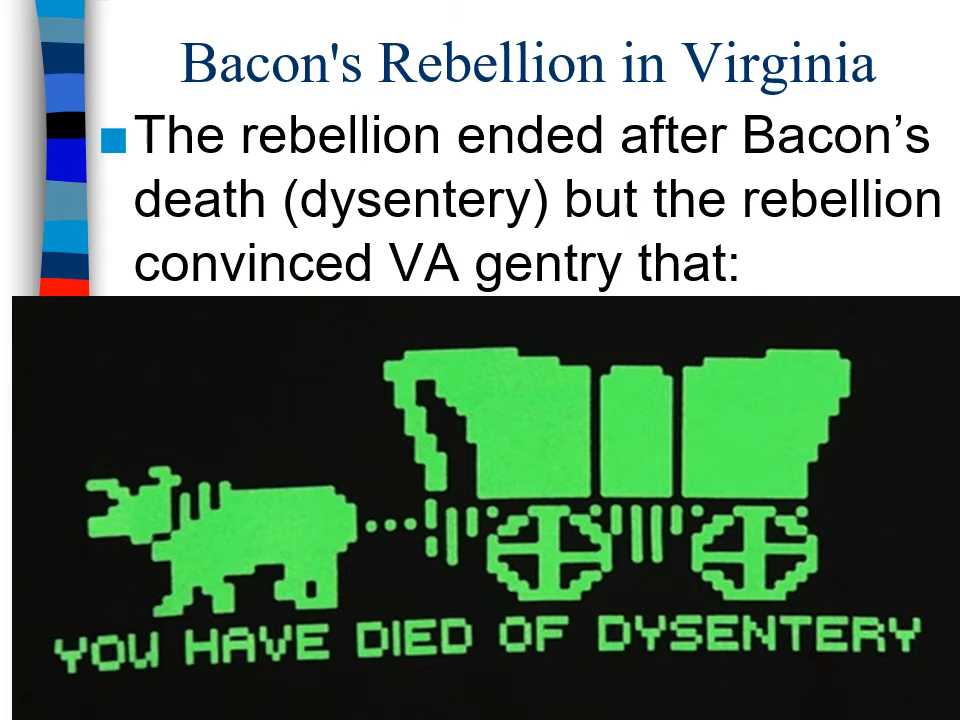 Bacon's Rebellion in Virginia
■The rebellion ended after Bacon’s
death (dysentery) but the rebellion
convinced VA gentry that:
YOU HAVE DIED OF DYSENTERY